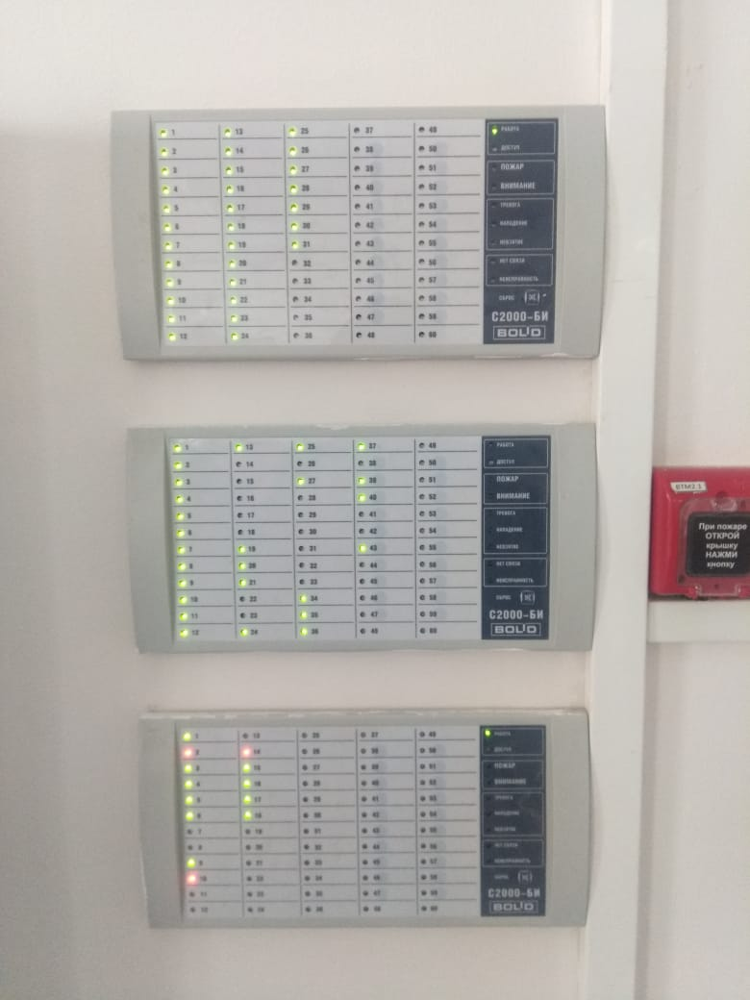 1 13 25 37 49
2 14 26 38 50
3 15 27 39 51
4 16 28 40 52
5 17 29 41 53
6 18 30 42 54
7 19 31 43 55
8 20 32 44 56
9 21 33 45 57
10 22 34 46 58
11 23 35 47 59
12 24 36 48 60
РАБОТА
ДОСТУП
ПОЖАР
ВНИМАНИЕ
ТРЕВОГА
НАПАДЕНИЕ
НЕВЗЯТИЕ
НЕТ СВЯЗИ
НЕИСПРАВНОСТЬ
СБРОС
С2000-БИ
BOLID
1 13 25 37 49
2 14 26 38 50
3 15 27 39 51
4 16 28 40 52
5 17 29 41 53
6 18 30 42 54
7 19 31 43 55
8 20 32 44 56
9 21 33 45 57
10 22 34 46 58
11 23 35 47 59
12 24 36 48 60
РАБОТА
ДОСТУП
ПОЖАР
ВНИМАНИЕ
ТРЕВОГА
НАПАДЕНИЕ
НЕВЗЯТИЕ
НЕТ СВЯЗИ
НЕИСПРАВНОСТЬ
СБРОС
С2000-БИ
BOLID
ВТМ2.1
При пожаре
ОТКРОЙ
крышку
НАЖМИ
кнопку
1 13 25 37 49
2 14 26 38 50
3 15 27 39 51
4 16 28 40 52
5 17 29 41 53
6 18 30 42 54
7 19 31 43 55
8 20 32 44 56
9 21 33 45 57
10 22 34 46 58
11 23 35 47 59
12 24 36 48 60
РАБОТА
ДОСТУП
ПОЖАР
ВНИМАНИЕ
ТРЕВОГА
НАПАДЕНИЕ
НЕВЗЯТИЕ
НЕТ СВЯЗИ
НЕИСПРАВНОСТЬ
СБРОС
С2000-БИ
BOLID